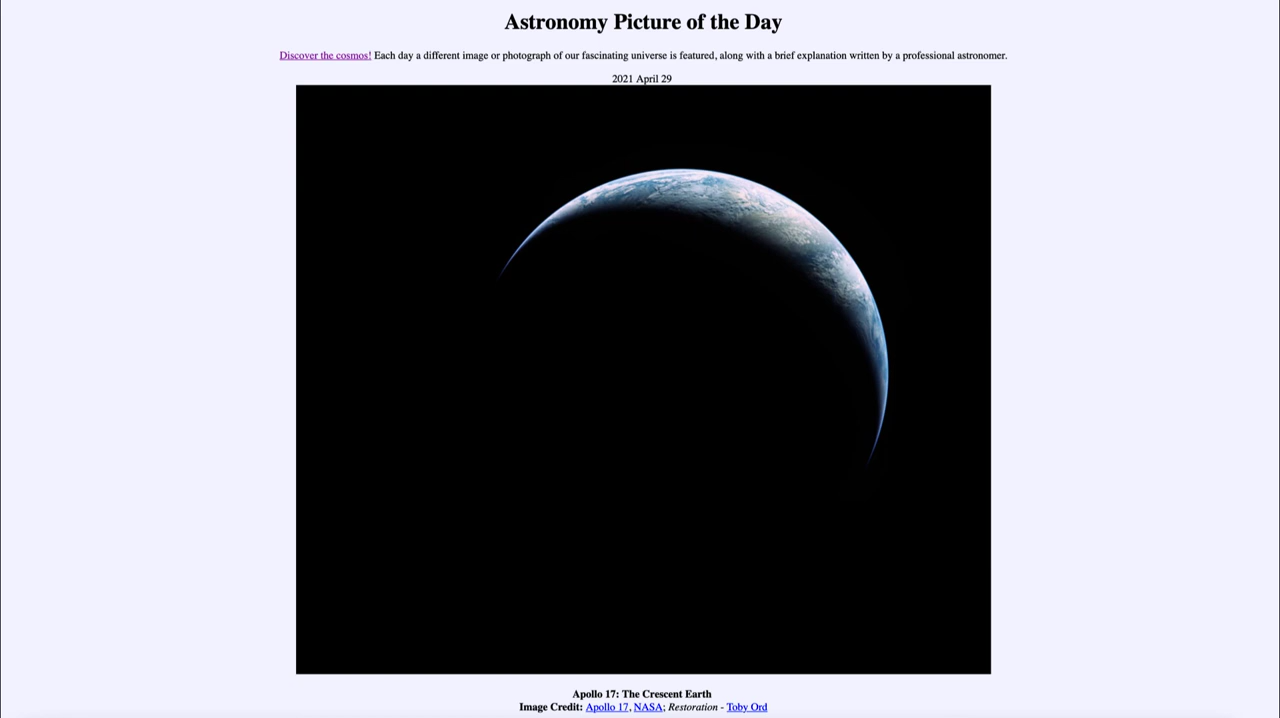 Astronomy Picture of the Day
Discover the cosmos! Each day a different image or photograph of our fascinating universe is featured, along with a brief explanation written by a professional astronomer.
2021 April 29
Apollo 17: The Crescent Earth
Image Credit: Apollo 17, NASA; Restoration - Toby Ord